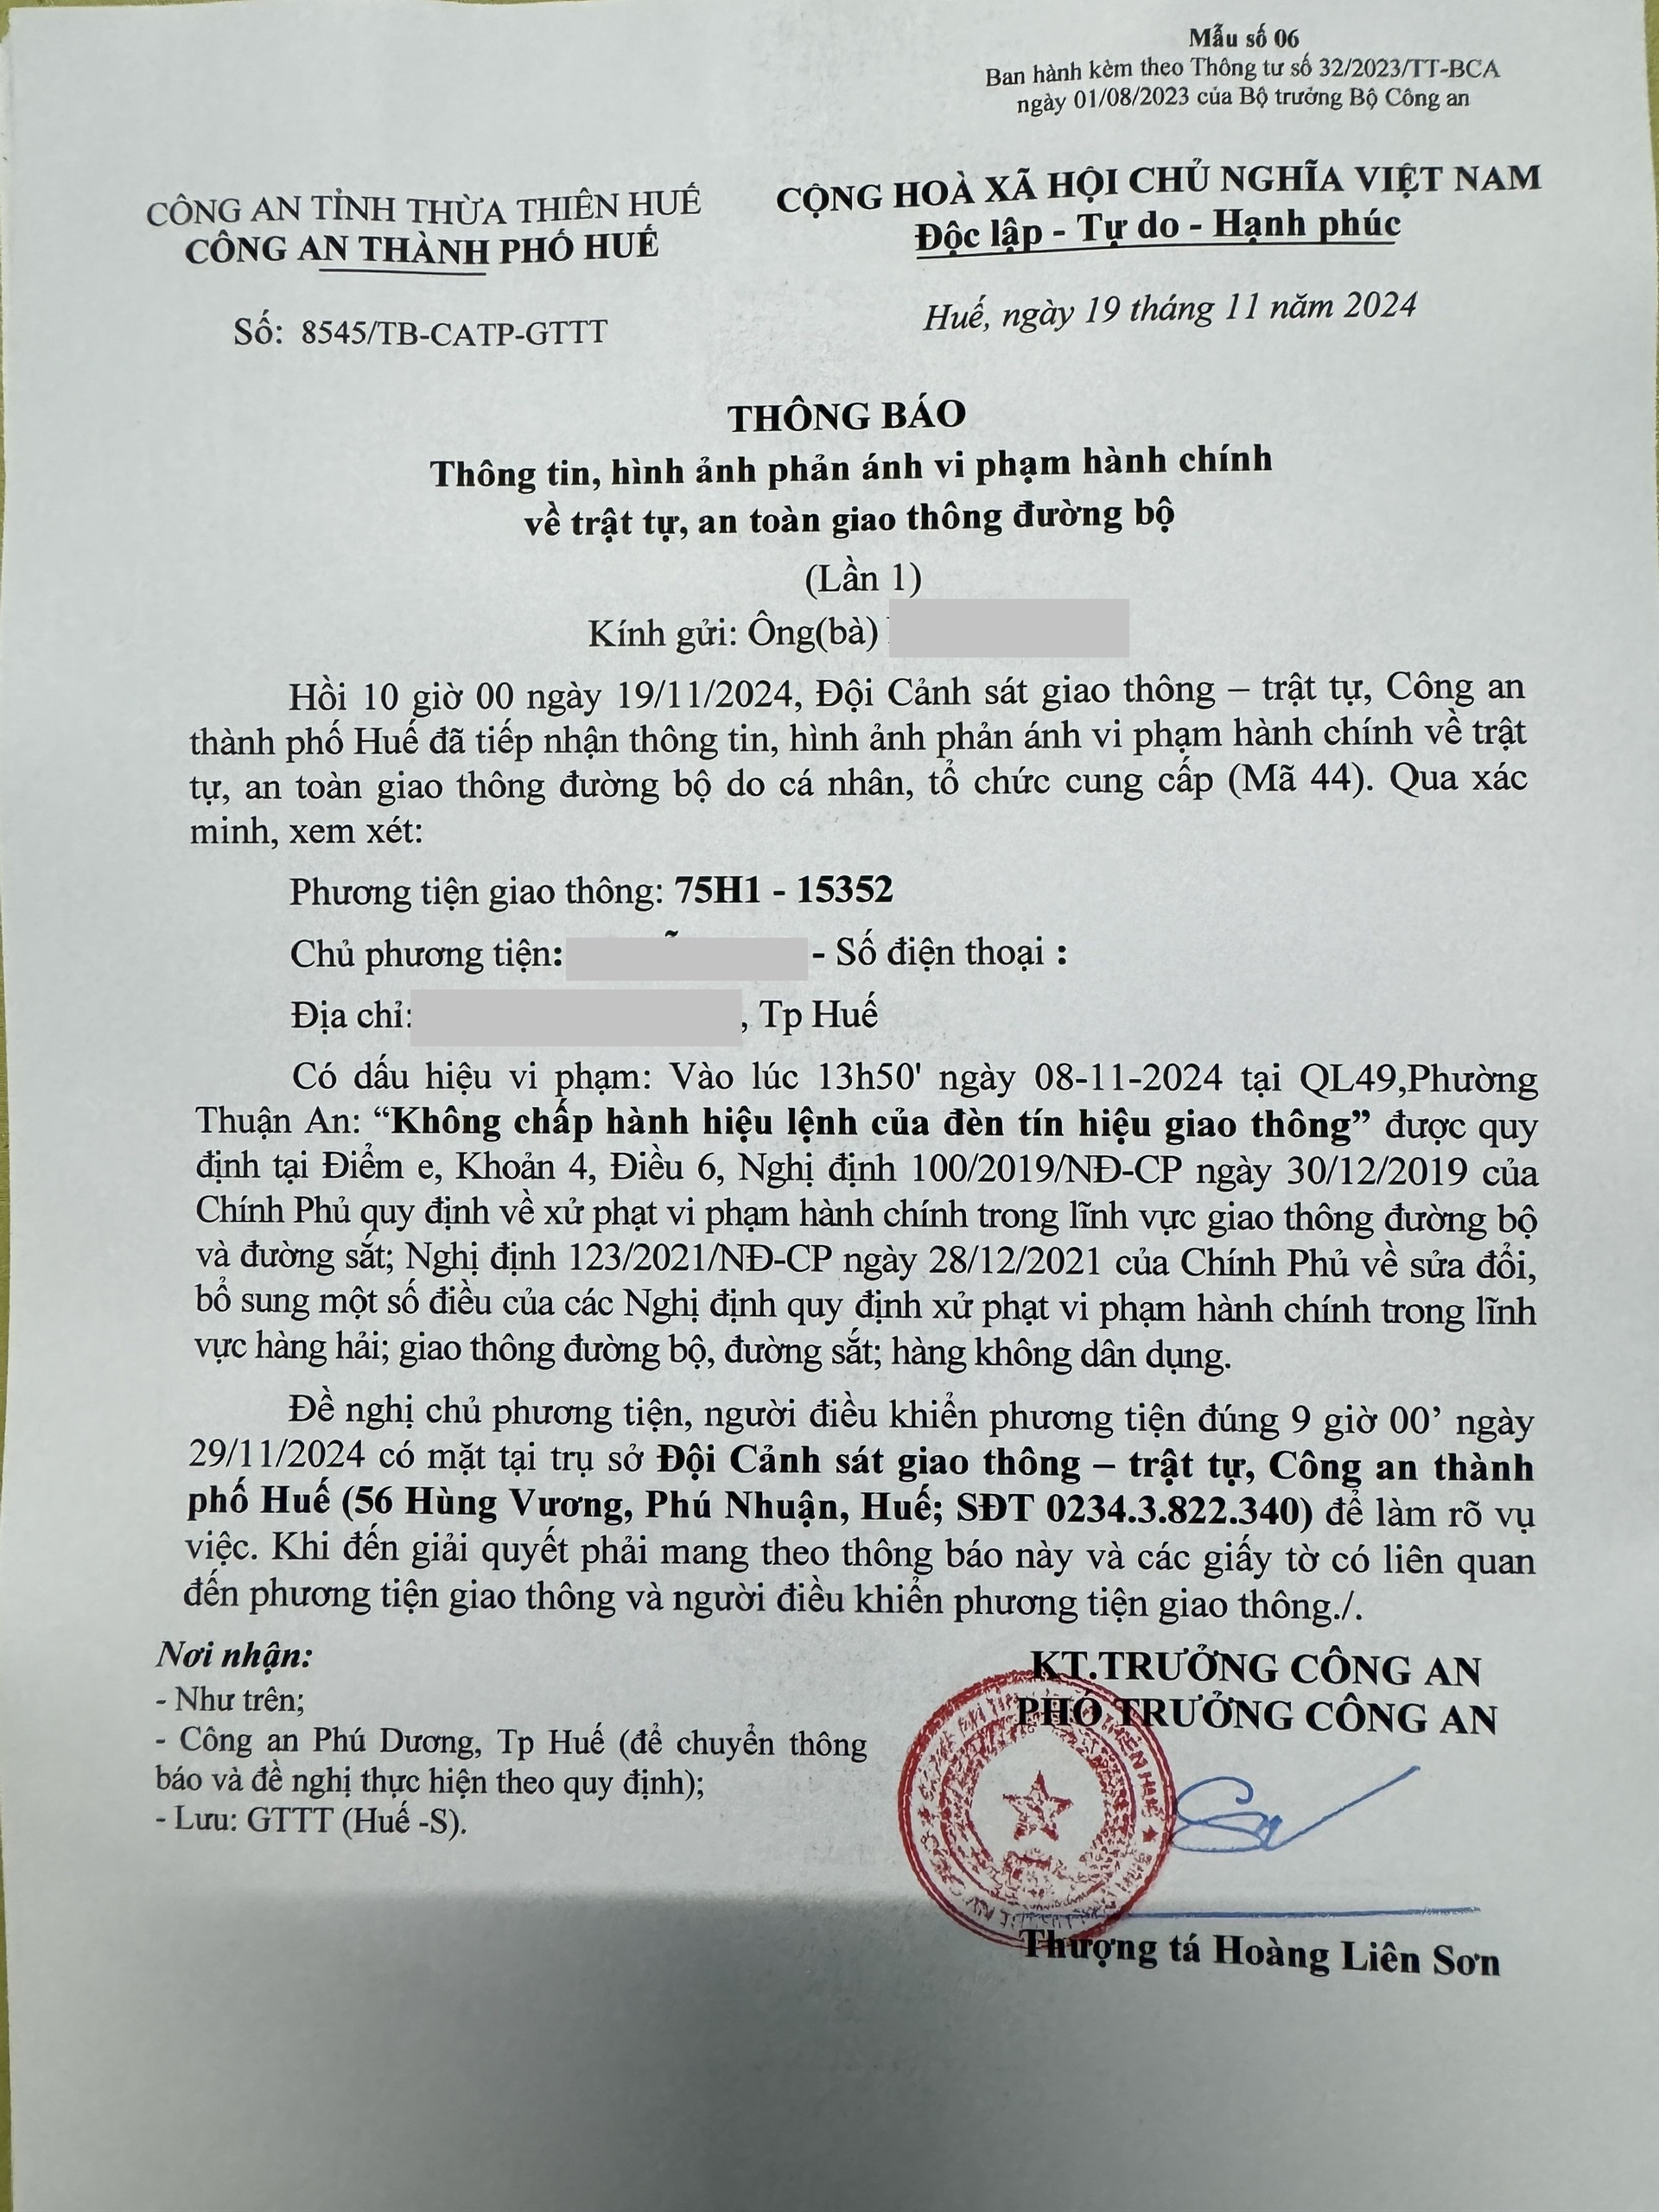 Mẫu số 06
Ban hành kèm theo Thông tư số 32/2023/TT-BCA
ngày 01/08/2023 của Bộ trưởng Bộ Công an
CÔNG AN TỈNH THỪA THIÊN HUẾ
CÔNG AN THÀNH PHỐ HUẾ
Số: 8545/TB-CATP-GTTT
CỘNG HOÀ XÃ HỘI CHỦ NGHĨA VIỆT NAM
Độc lập - Tự do - Hạnh phúc
Huế, ngày 19 tháng 11 năm 2024
THÔNG BÁO
Thông tin, hình ảnh phản ánh vi phạm hành chính
về trật tự, an toàn giao thông đường bộ
(Lần 1)
Kính gửi: Ông(bà)
Hồi 10 giờ 00 ngày 19/11/2024, Đội Cảnh sát giao thông – trật tự, Công an
thành phố Huế đã tiếp nhận thông tin, hình ảnh phản ánh vi phạm hành chính về trật
tự, an toàn giao thông đường bộ do cá nhân, tổ chức cung cấp (Mã 44). Qua xác
minh, xem xét:
Phương tiện giao thông: 75H1 - 15352
Chủ phương tiện: - Số điện thoại :
Địa chỉ: , Tp Huế
Có dấu hiệu vi phạm: Vào lúc 13h50' ngày 08-11-2024 tại QL49,Phường
Thuận An: “Không chấp hành hiệu lệnh của đèn tín hiệu giao thông” được quy
định tại Điểm e, Khoản 4, Điều 6, Nghị định 100/2019/NĐ-CP ngày 30/12/2019 của
Chính Phủ quy định về xử phạt vi phạm hành chính trong lĩnh vực giao thông đường bộ
và đường sắt; Nghị định 123/2021/NĐ-CP ngày 28/12/2021 của Chính Phủ về sửa đổi,
bổ sung một số điều của các Nghị định quy định xử phạt vi phạm hành chính trong lĩnh
vực hàng hải; giao thông đường bộ, đường sắt; hàng không dân dụng.
Đề nghị chủ phương tiện, người điều khiển phương tiện đúng 9 giờ 00’ ngày
29/11/2024 có mặt tại trụ sở Đội Cảnh sát giao thông – trật tự, Công an thành
phố Huế (56 Hùng Vương, Phú Nhuận, Huế; SĐT 0234.3.822.340) để làm rõ vụ
việc. Khi đến giải quyết phải mang theo thông báo này và các giấy tờ có liên quan
đến phương tiện giao thông và người điều khiển phương tiện giao thông./.
Nơi nhận:
- Như trên;
- Công an Phú Dương, Tp Huế (để chuyển thông
báo và đề nghị thực hiện theo quy định);
- Lưu: GTTT (Huế -S).
KT.TRƯỞNG CÔNG AN
PHÓ TRƯỞNG CÔNG AN
Thượng tá Hoàng Liên Sơn